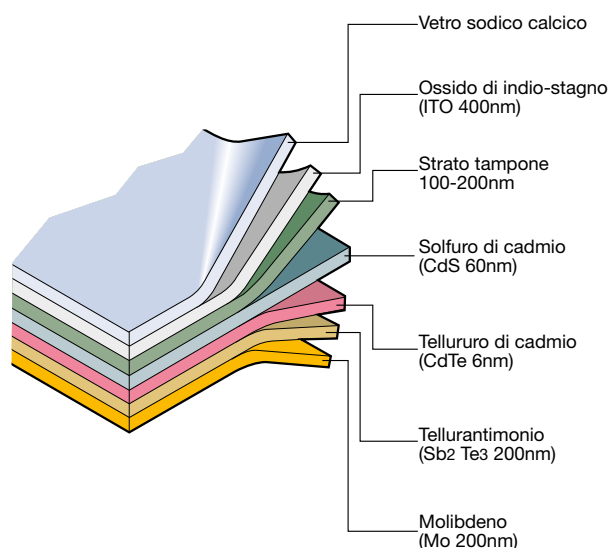 Vetro sodico calcico
Ossido di indio-stagno
(ITO 400nm)
Strato tampone
100-200nm
Solfuro di cadmio
(CdS 60nm)
Tellururo di cadmio
(CdTe 6nm)
Tellurantimonio
(Sb2 Te3 200nm)
Molibdeno
(Mo 200nm)